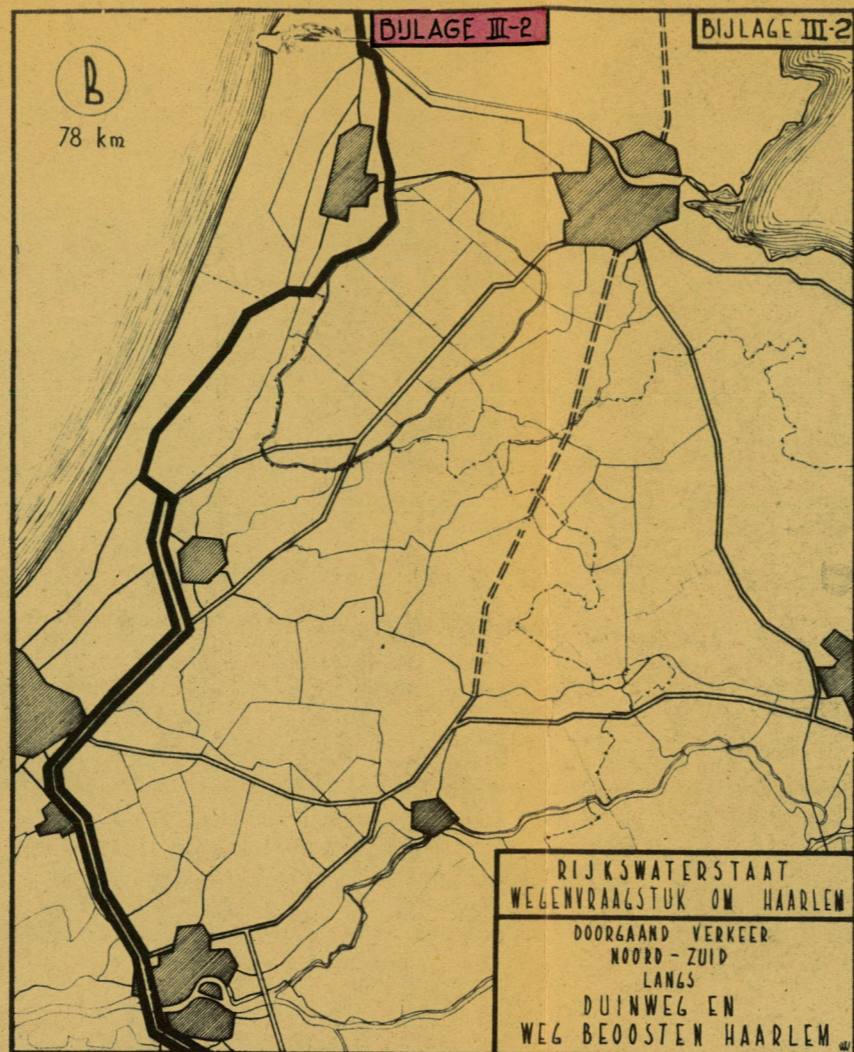 BIJLAGE III-2
BIJLAGE III-2
B
78 km
RIJKSWATERSTAAT
WEGENVRAAGSTUK OM HAARLEM
DOORGAAND VERKEER
NOORD - ZUID
LANGS
DUINWEG EN
WEG BEOOSTEN HAARLEM